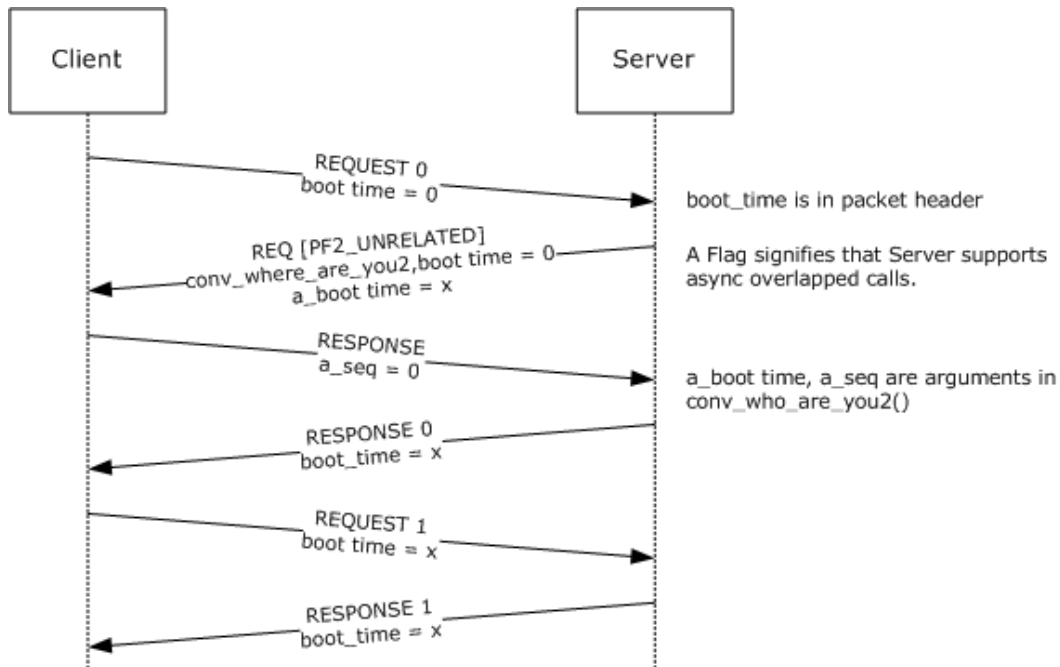 Client
Server
REQUEST 0
boot time = 0
boot_time is in packet header
REQ [PF2_UNRELATED]
conv_where_are_you2,boot time = 0
a_boot time = x
A Flag signifies that Server supports
async overlapped calls.
RESPONSE
a_seq = 0
a_boot time, a_seq are arguments in
conv_who_are_you2()
RESPONSE 0
boot_time = x
REQUEST 1
boot time = x
RESPONSE 1
boot_time = x